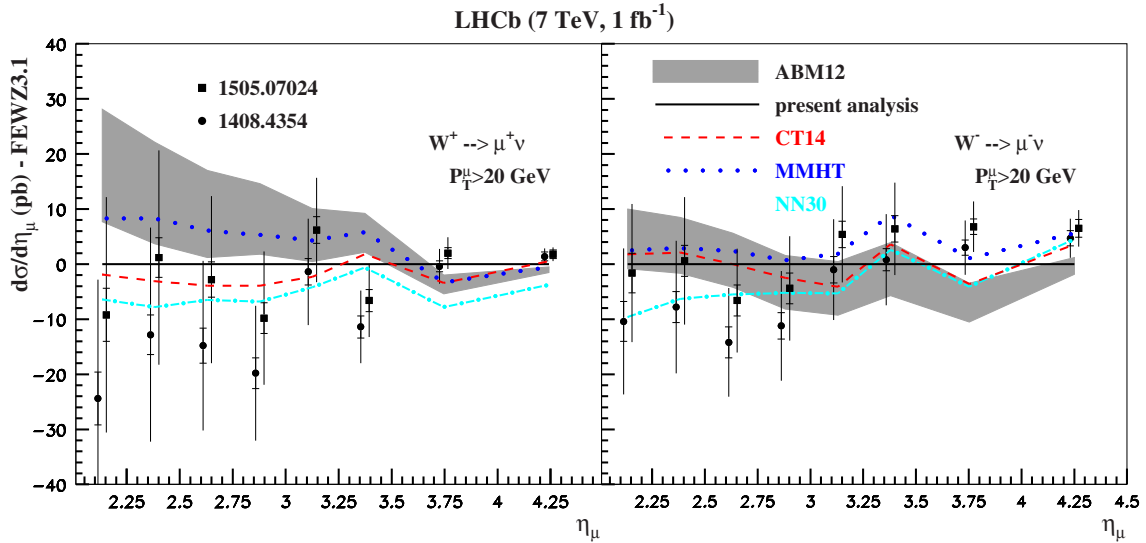 LHCb (7 TeV, 1 fb⁻¹)
dσ/dημ (pb) - FEWZ3.1
40
30
20
10
0
-10
-20
-30
-40
1505.07024
1408.4354
W⁺ --> μ⁺ν
P_T^μ>20 GeV
2.25 2.5 2.75 3 3.25 3.5 3.75 4 4.25
ημ
ABM12
present analysis
CT14
MMHT
NN30
W⁻ --> μ⁻ν
P_T^μ>20 GeV
2.25 2.5 2.75 3 3.25 3.5 3.75 4 4.25 4.5
ημ